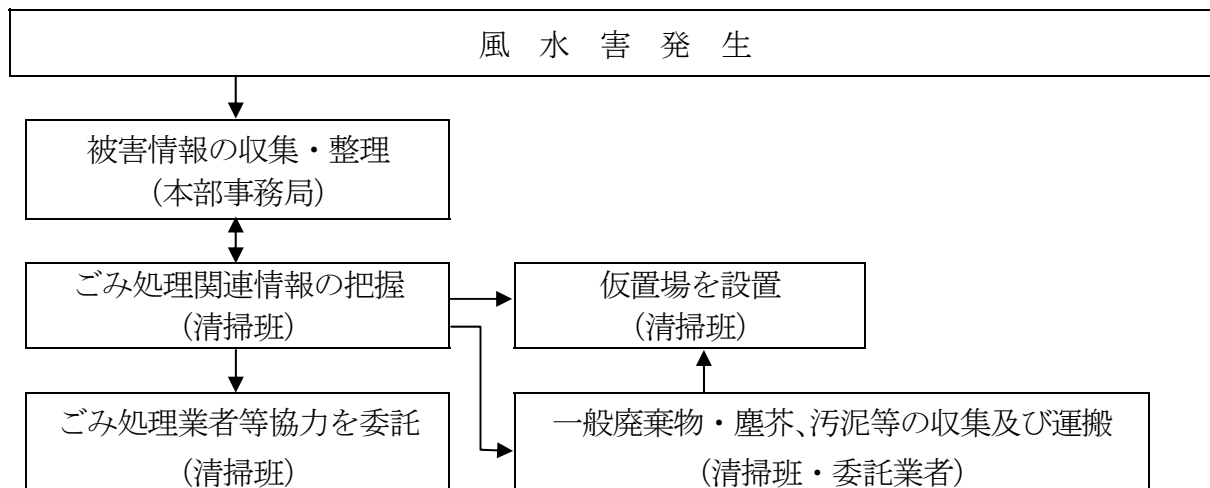 風 水 害 発 生
被害情報の収集・整理
（本部事務局）
ごみ処理関連情報の把握
（清掃班）
仮置場を設置
（清掃班）
ごみ処理業者等協力を委託
（清掃班）
一般廃棄物・塵芥、汚泥等の収集及び運搬
（清掃班・委託業者）